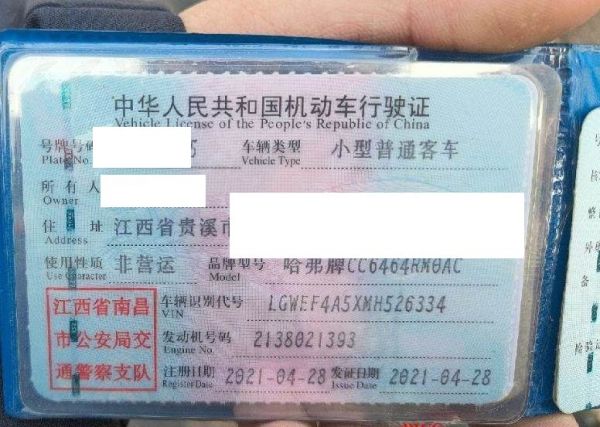 中华人民共和国机动车行驶证
Vehicle License of the People's Republic of China
号牌号码 车辆类型 小型普通客车
Plate No. Vehicle Type
所有人
Owner
住址 江西省贵溪市
Address
使用性质 非营运 品牌型号 哈弗牌CC6464RM0AC
Use Character Model
江西省南昌 车辆识别代号 LGWEF4A5XMH526334
VIN
市公安局交 发动机号码 2138021393
Engine No.
通警察支队 注册日期 2021-04-28 发证日期 2021-04-28
Register Date Issue Date